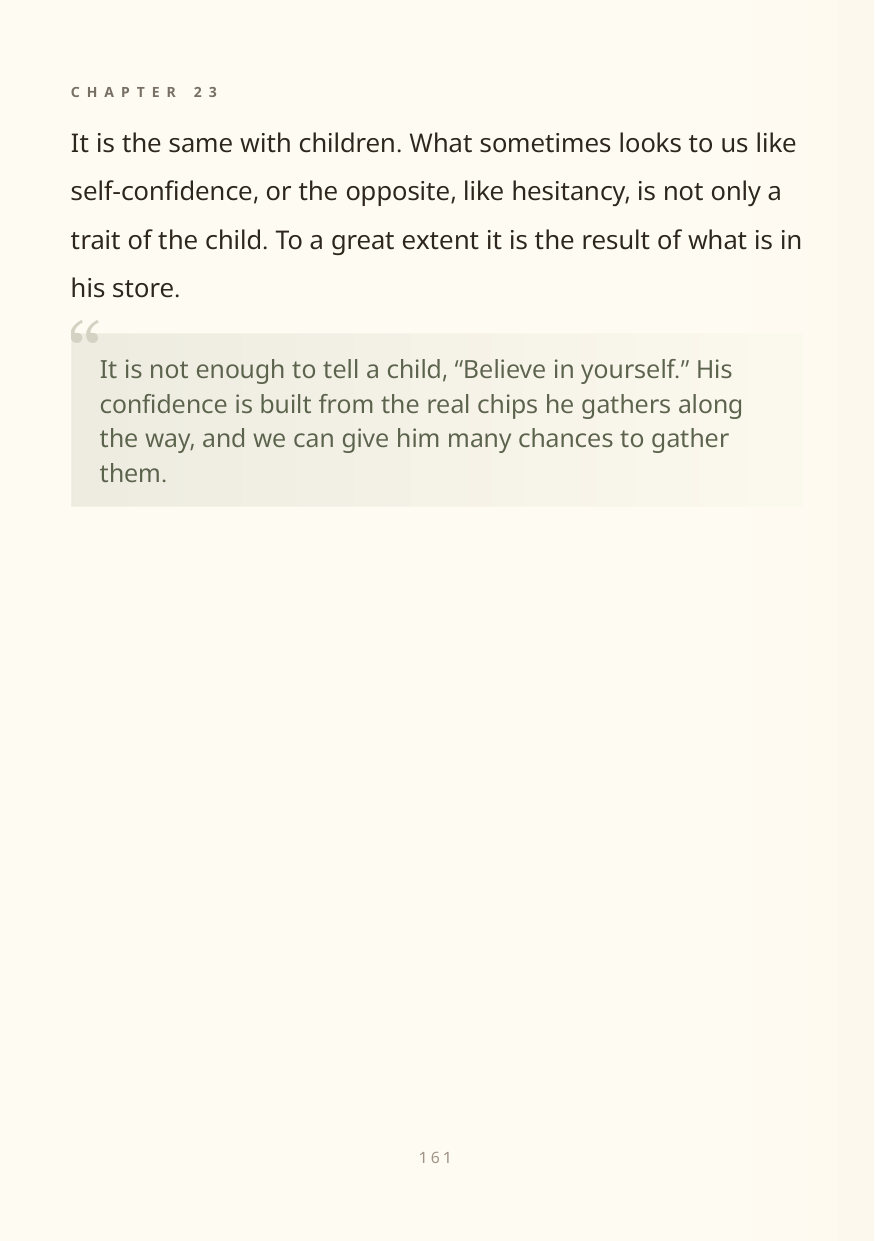 CHAPTER 23
It is the same with children. What sometimes looks to us like
self-confidence, or the opposite, like hesitancy, is not only a
trait of the child. To a great extent it is the result of what is in
his store.
“
It is not enough to tell a child, “Believe in yourself.” His
confidence is built from the real chips he gathers along
the way, and we can give him many chances to gather
them.
161